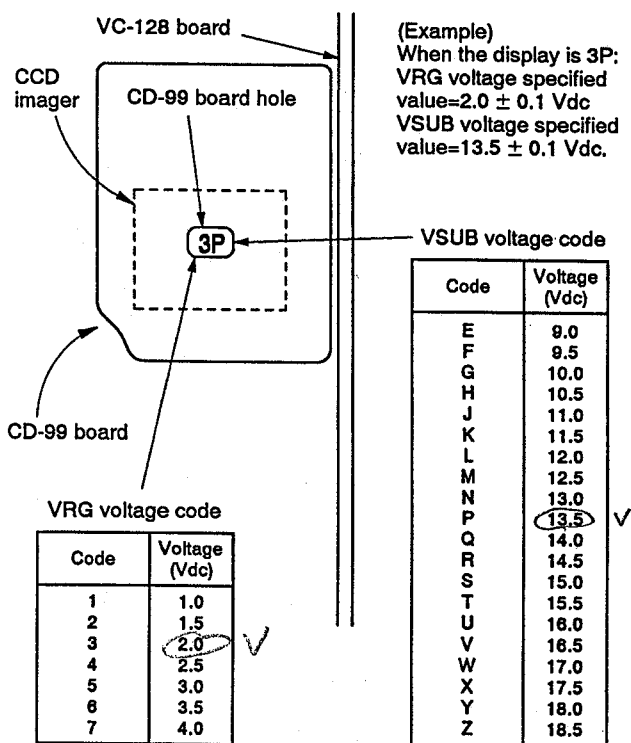 VC-128 board
(Example)
When the display is 3P:
VRG voltage specified
value=2.0 ± 0.1 Vdc
VSUB voltage specified
value=13.5 ± 0.1 Vdc.
CCD
imager
CD-99 board hole
3P
VSUB voltage code
CD-99 board
VRG voltage code
Code Voltage
(Vdc)
1 1.0
2 1.5
3 2.0 ✓
4 2.5
5 3.0
6 3.5
7 4.0
Code Voltage
(Vdc)
E 9.0
F 9.5
G 10.0
H 10.5
J 11.0
K 11.5
L 12.0
M 12.5
N 13.0
P 13.5 ✓
Q 14.0
R 14.5
S 15.0
T 15.5
U 16.0
V 16.5
W 17.0
X 17.5
Y 18.0
Z 18.5